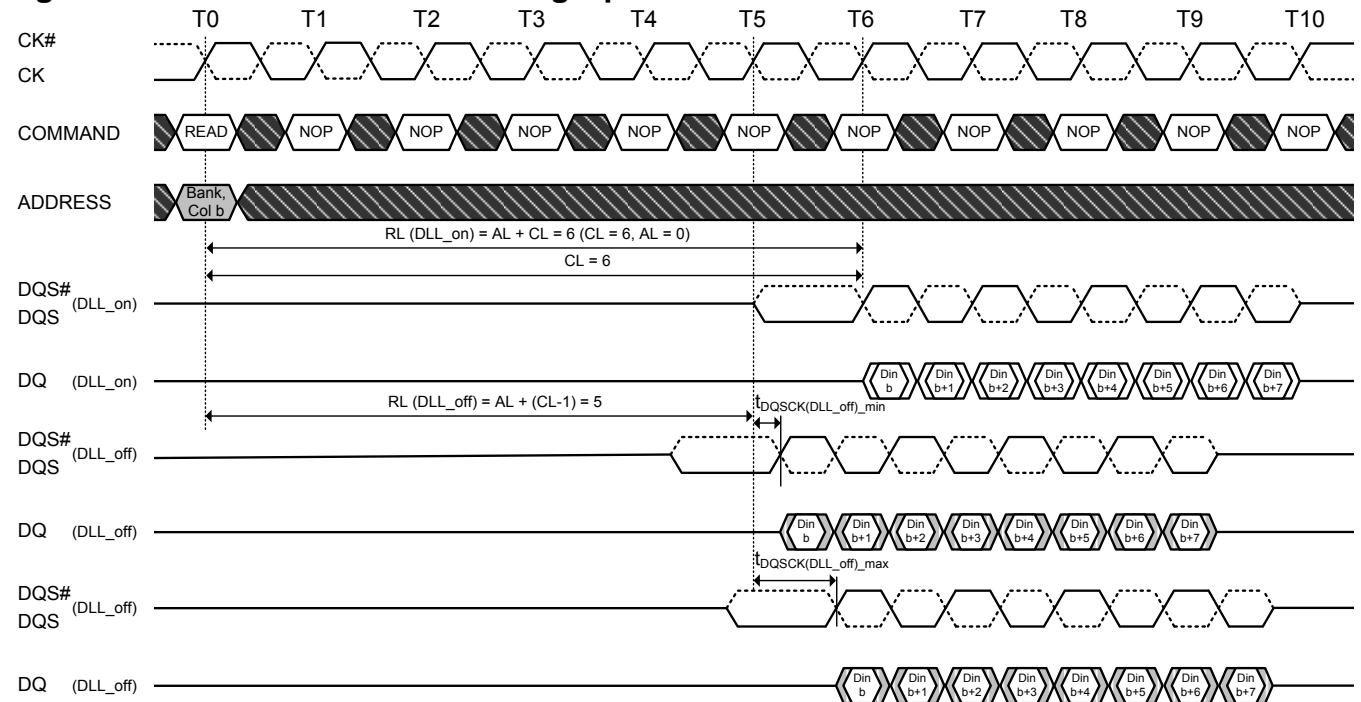 T0 T1 T2 T3 T4 T5 T6 T7 T8 T9 T10
CK#
CK
COMMAND READ NOP NOP NOP NOP NOP NOP NOP NOP NOP NOP
ADDRESS Bank,
Col b
RL (DLL_on) = AL + CL = 6 (CL = 6, AL = 0)
CL = 6
DQS# (DLL_on)
DQS
DQ (DLL_on) Din b Din b+1 Din b+2 Din b+3 Din b+4 Din b+5 Din b+6 Din b+7
RL (DLL_off) = AL + (CL-1) = 5 tDQSCK(DLL_off)_min
DQS# (DLL_off)
DQS
DQ (DLL_off) Din b Din b+1 Din b+2 Din b+3 Din b+4 Din b+5 Din b+6 Din b+7
tDQSCK(DLL_off)_max
DQS# (DLL_off)
DQS
DQ (DLL_off) Din b Din b+1 Din b+2 Din b+3 Din b+4 Din b+5 Din b+6 Din b+7